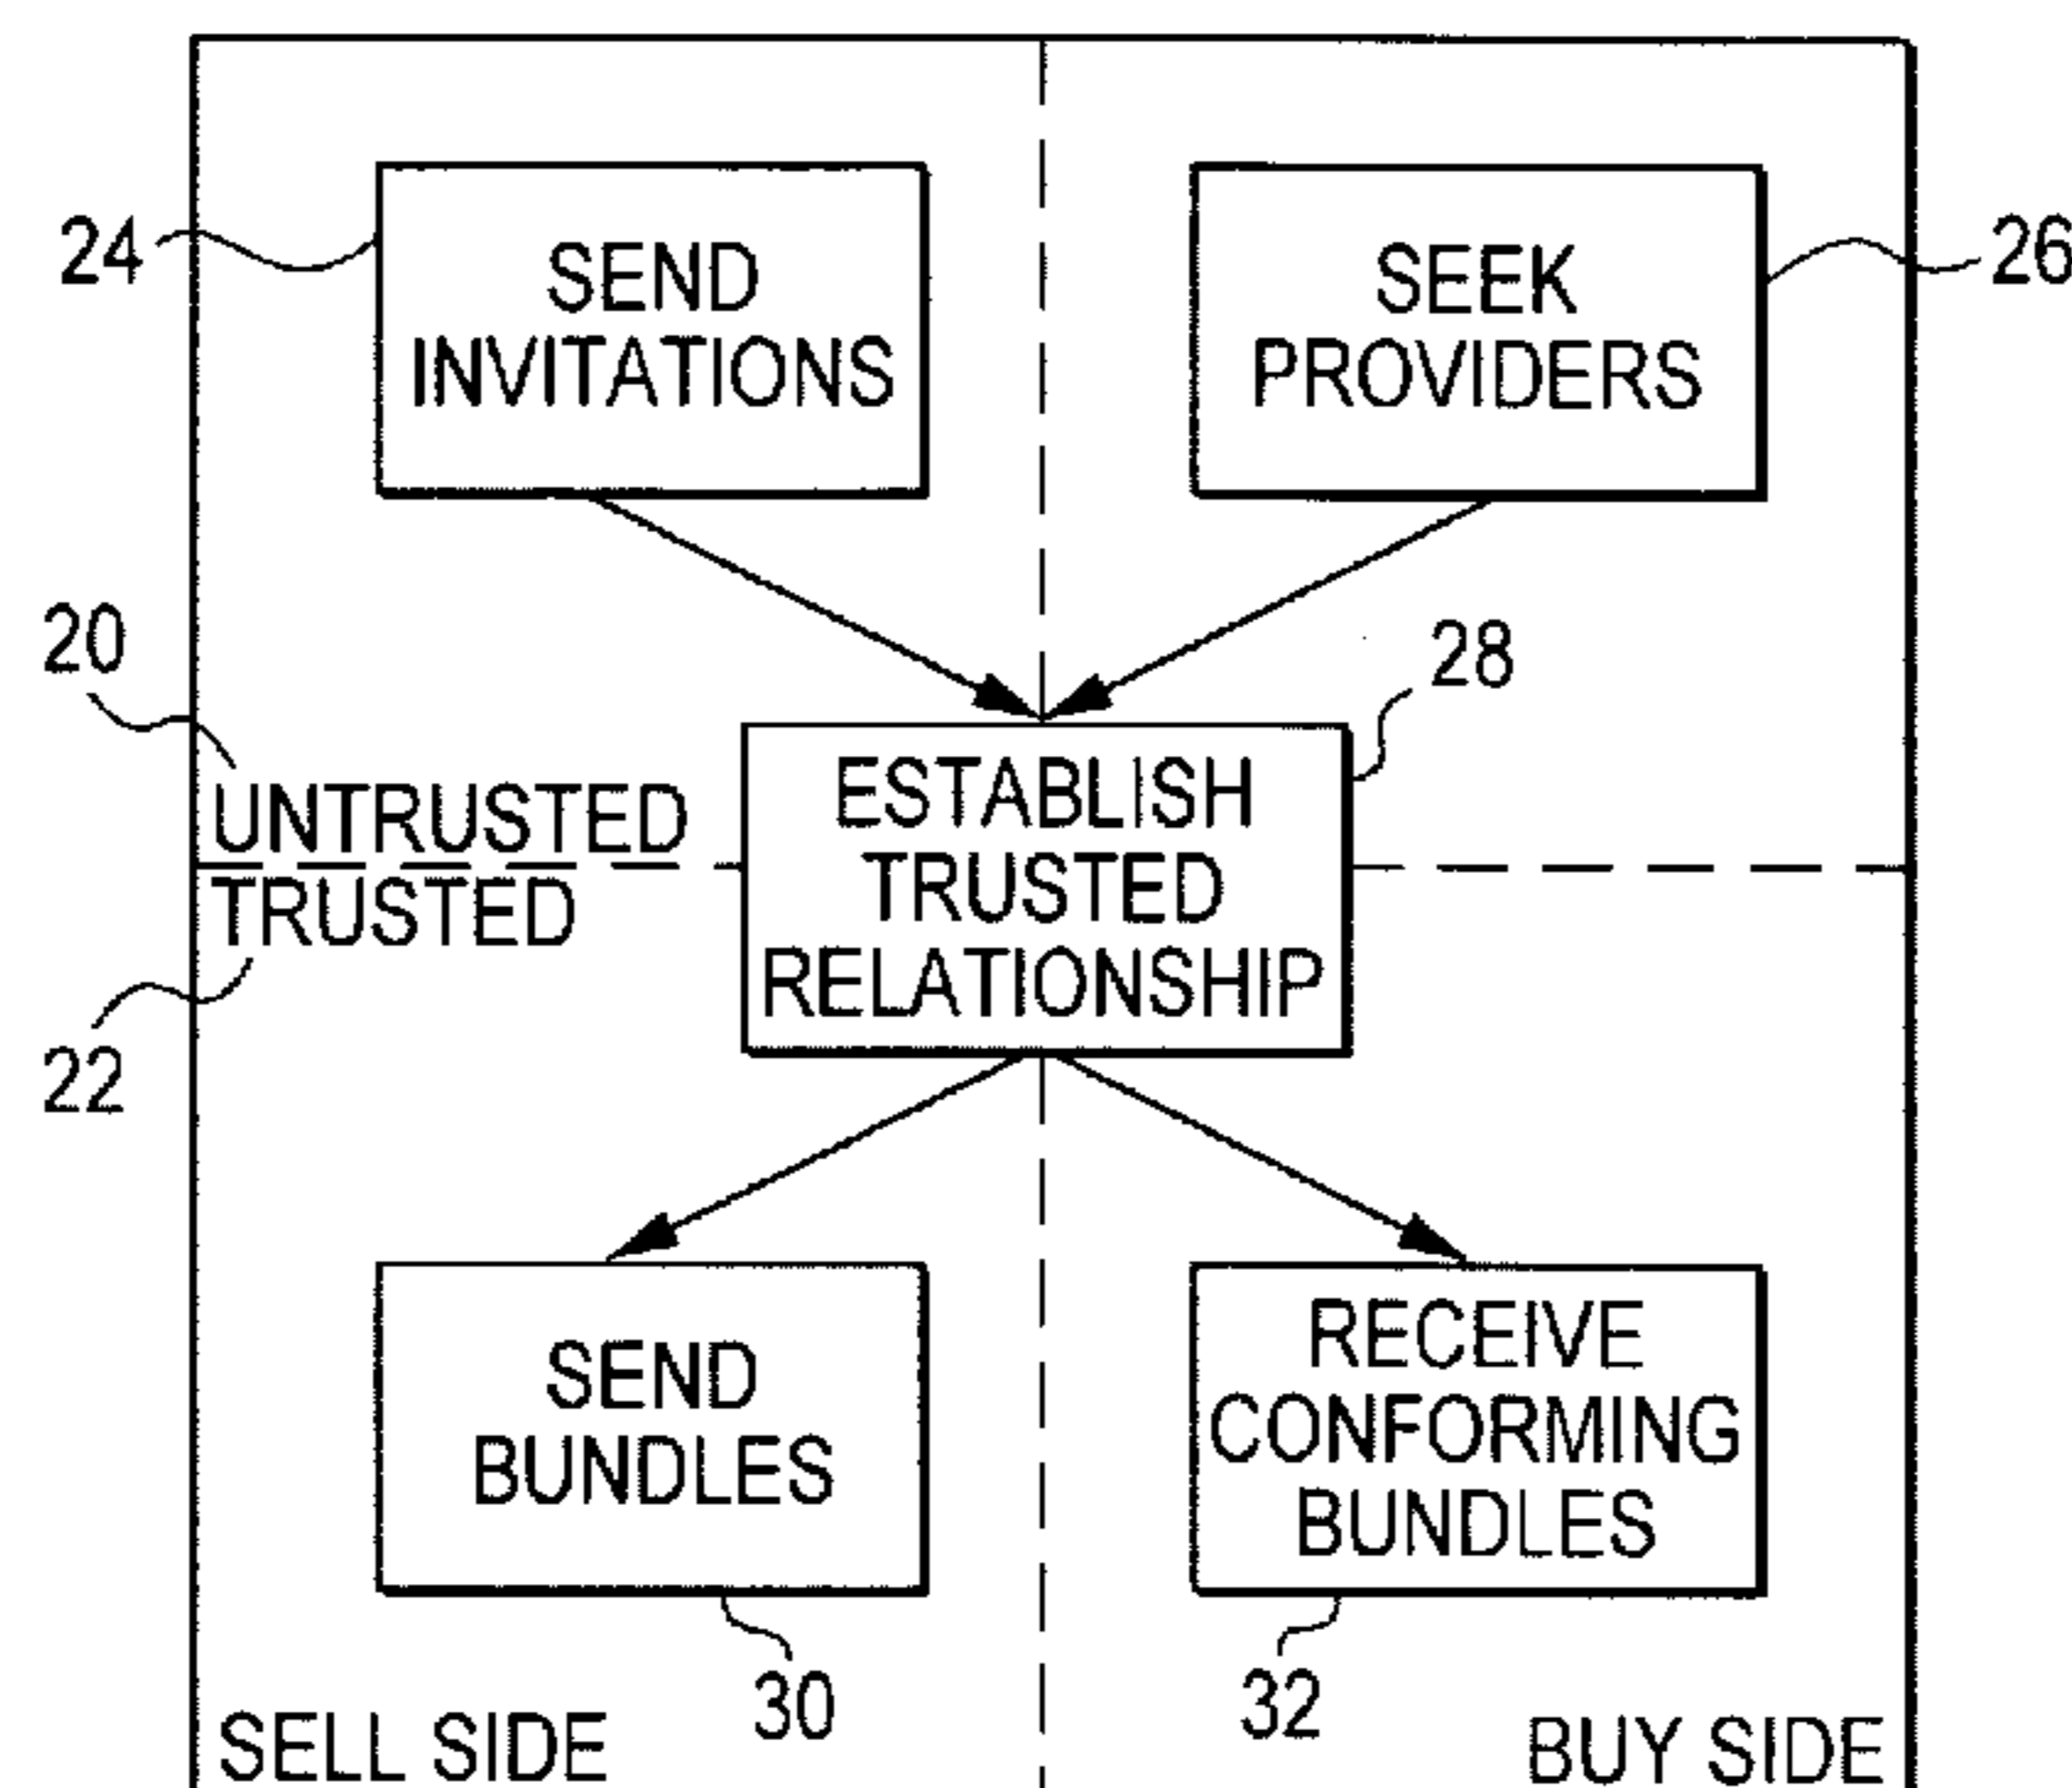 24
SEND
INVITATIONS
SEEK
PROVIDERS
26
20
28
UNTRUSTED
TRUSTED
22
ESTABLISH
TRUSTED
RELATIONSHIP
SEND
BUNDLES
RECEIVE
CONFORMING
BUNDLES
30
32
SELL SIDE
BUY SIDE